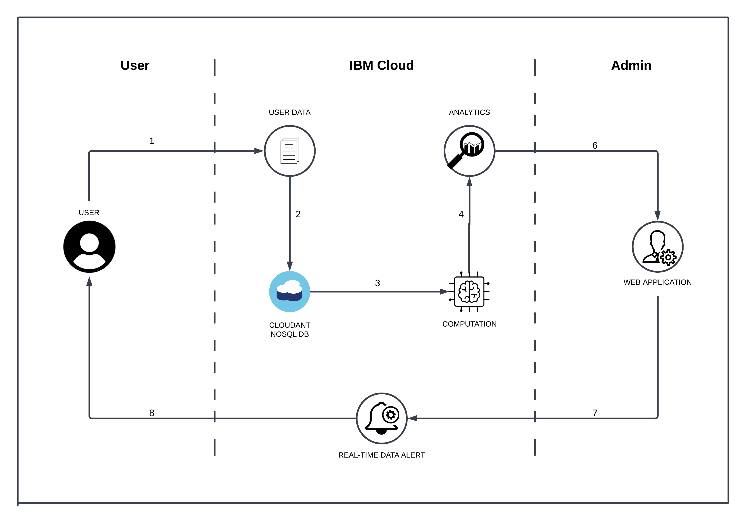 User
IBM Cloud
Admin
USER DATA
ANALYTICS
1
6
USER
2
4
WEB APPLICATION
3
CLOUDANT
NOSQL DB
COMPUTATION
8
7
REAL-TIME DATA ALERT